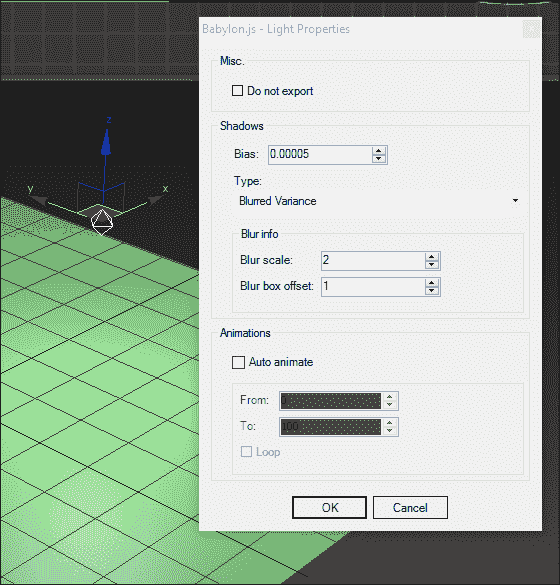 Babylon.js - Light Properties
Misc.
Do not export
Shadows
Bias: 0.00005
Type:
Blurred Variance
Blur info
Blur scale: 2
Blur box offset: 1
Animations
Auto animate
From:
To: 100
Loop
OK Cancel
z
y x